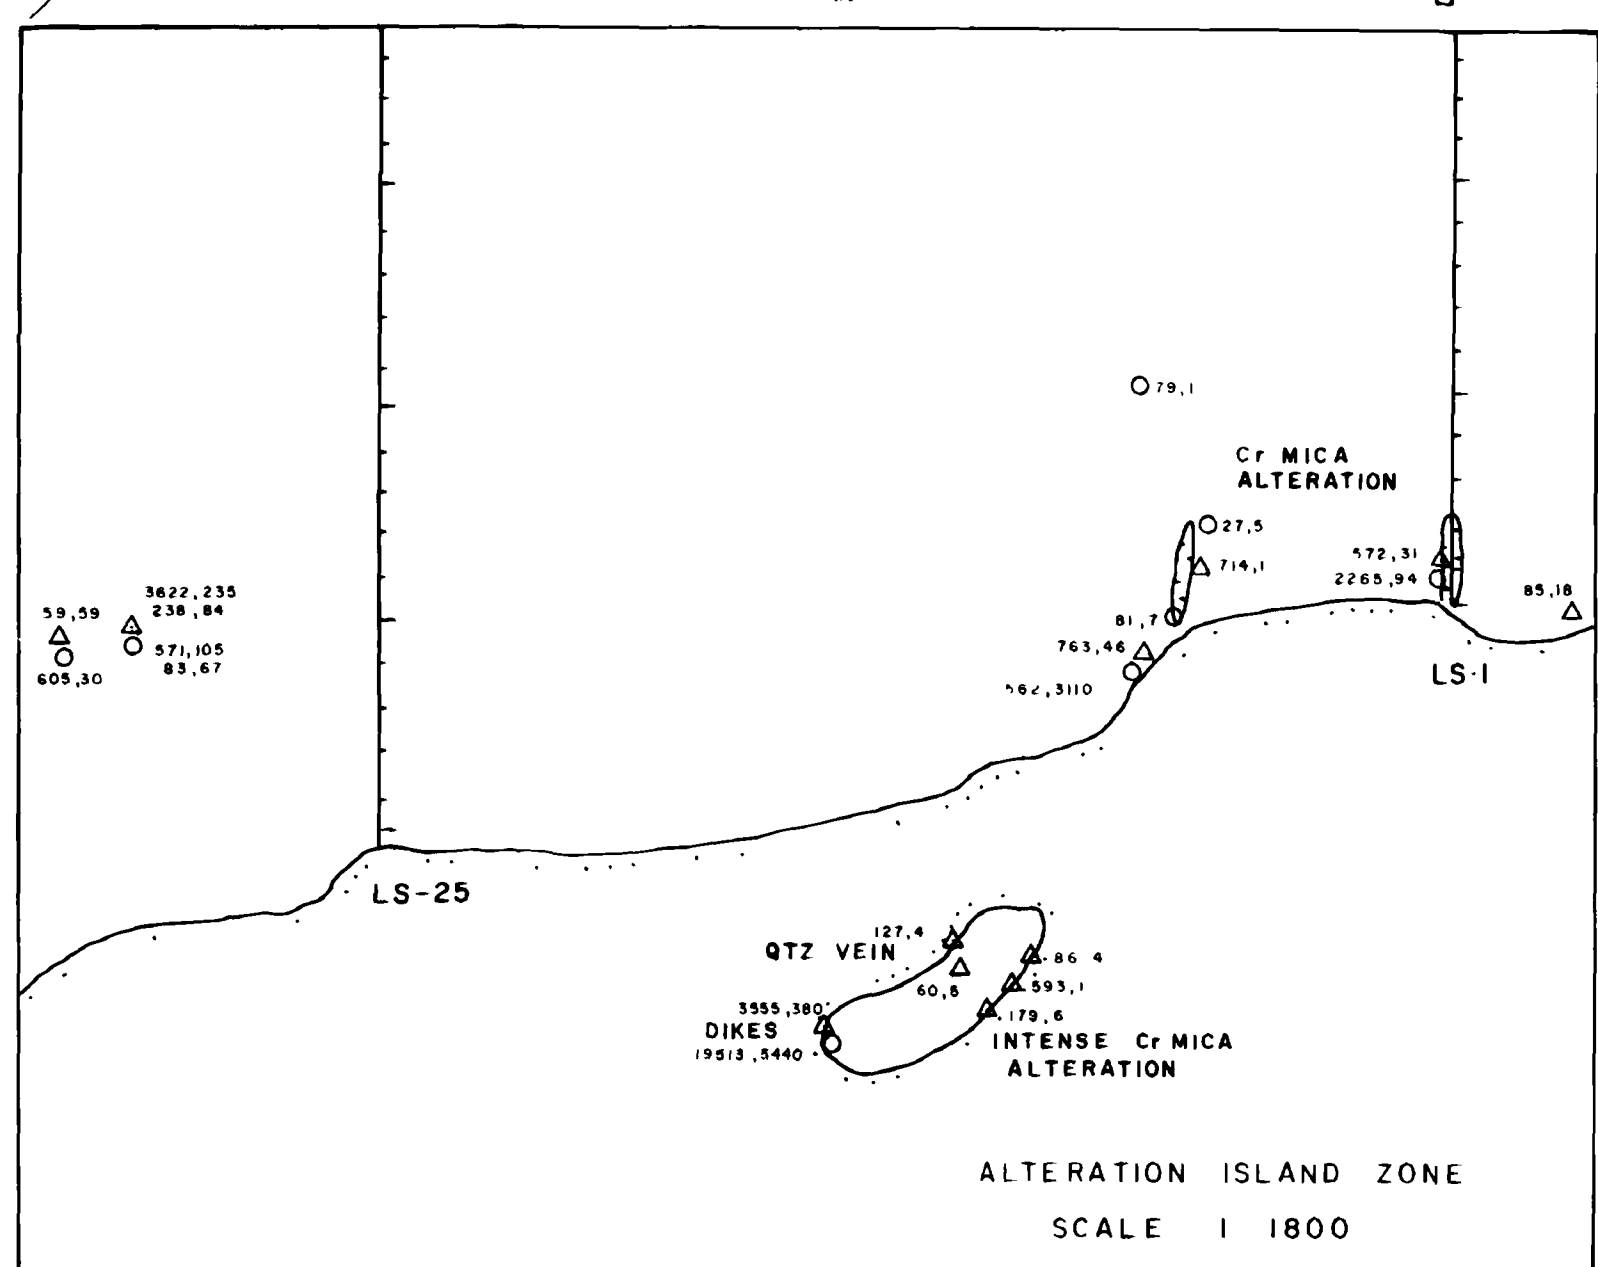 79,1
Cr MICA
ALTERATION
27,5
714,1
572,31
2265,94
85,18
81,7
763,46
562,3110
59,59
605,30
3622,235
238,84
571,105
83,67
LS-1
LS-25
127,4
QTZ VEIN
60,8
86 4
593,1
179,6
3555,380
DIKES
19513,5440
INTENSE Cr MICA
ALTERATION
ALTERATION ISLAND ZONE
SCALE 1 1800